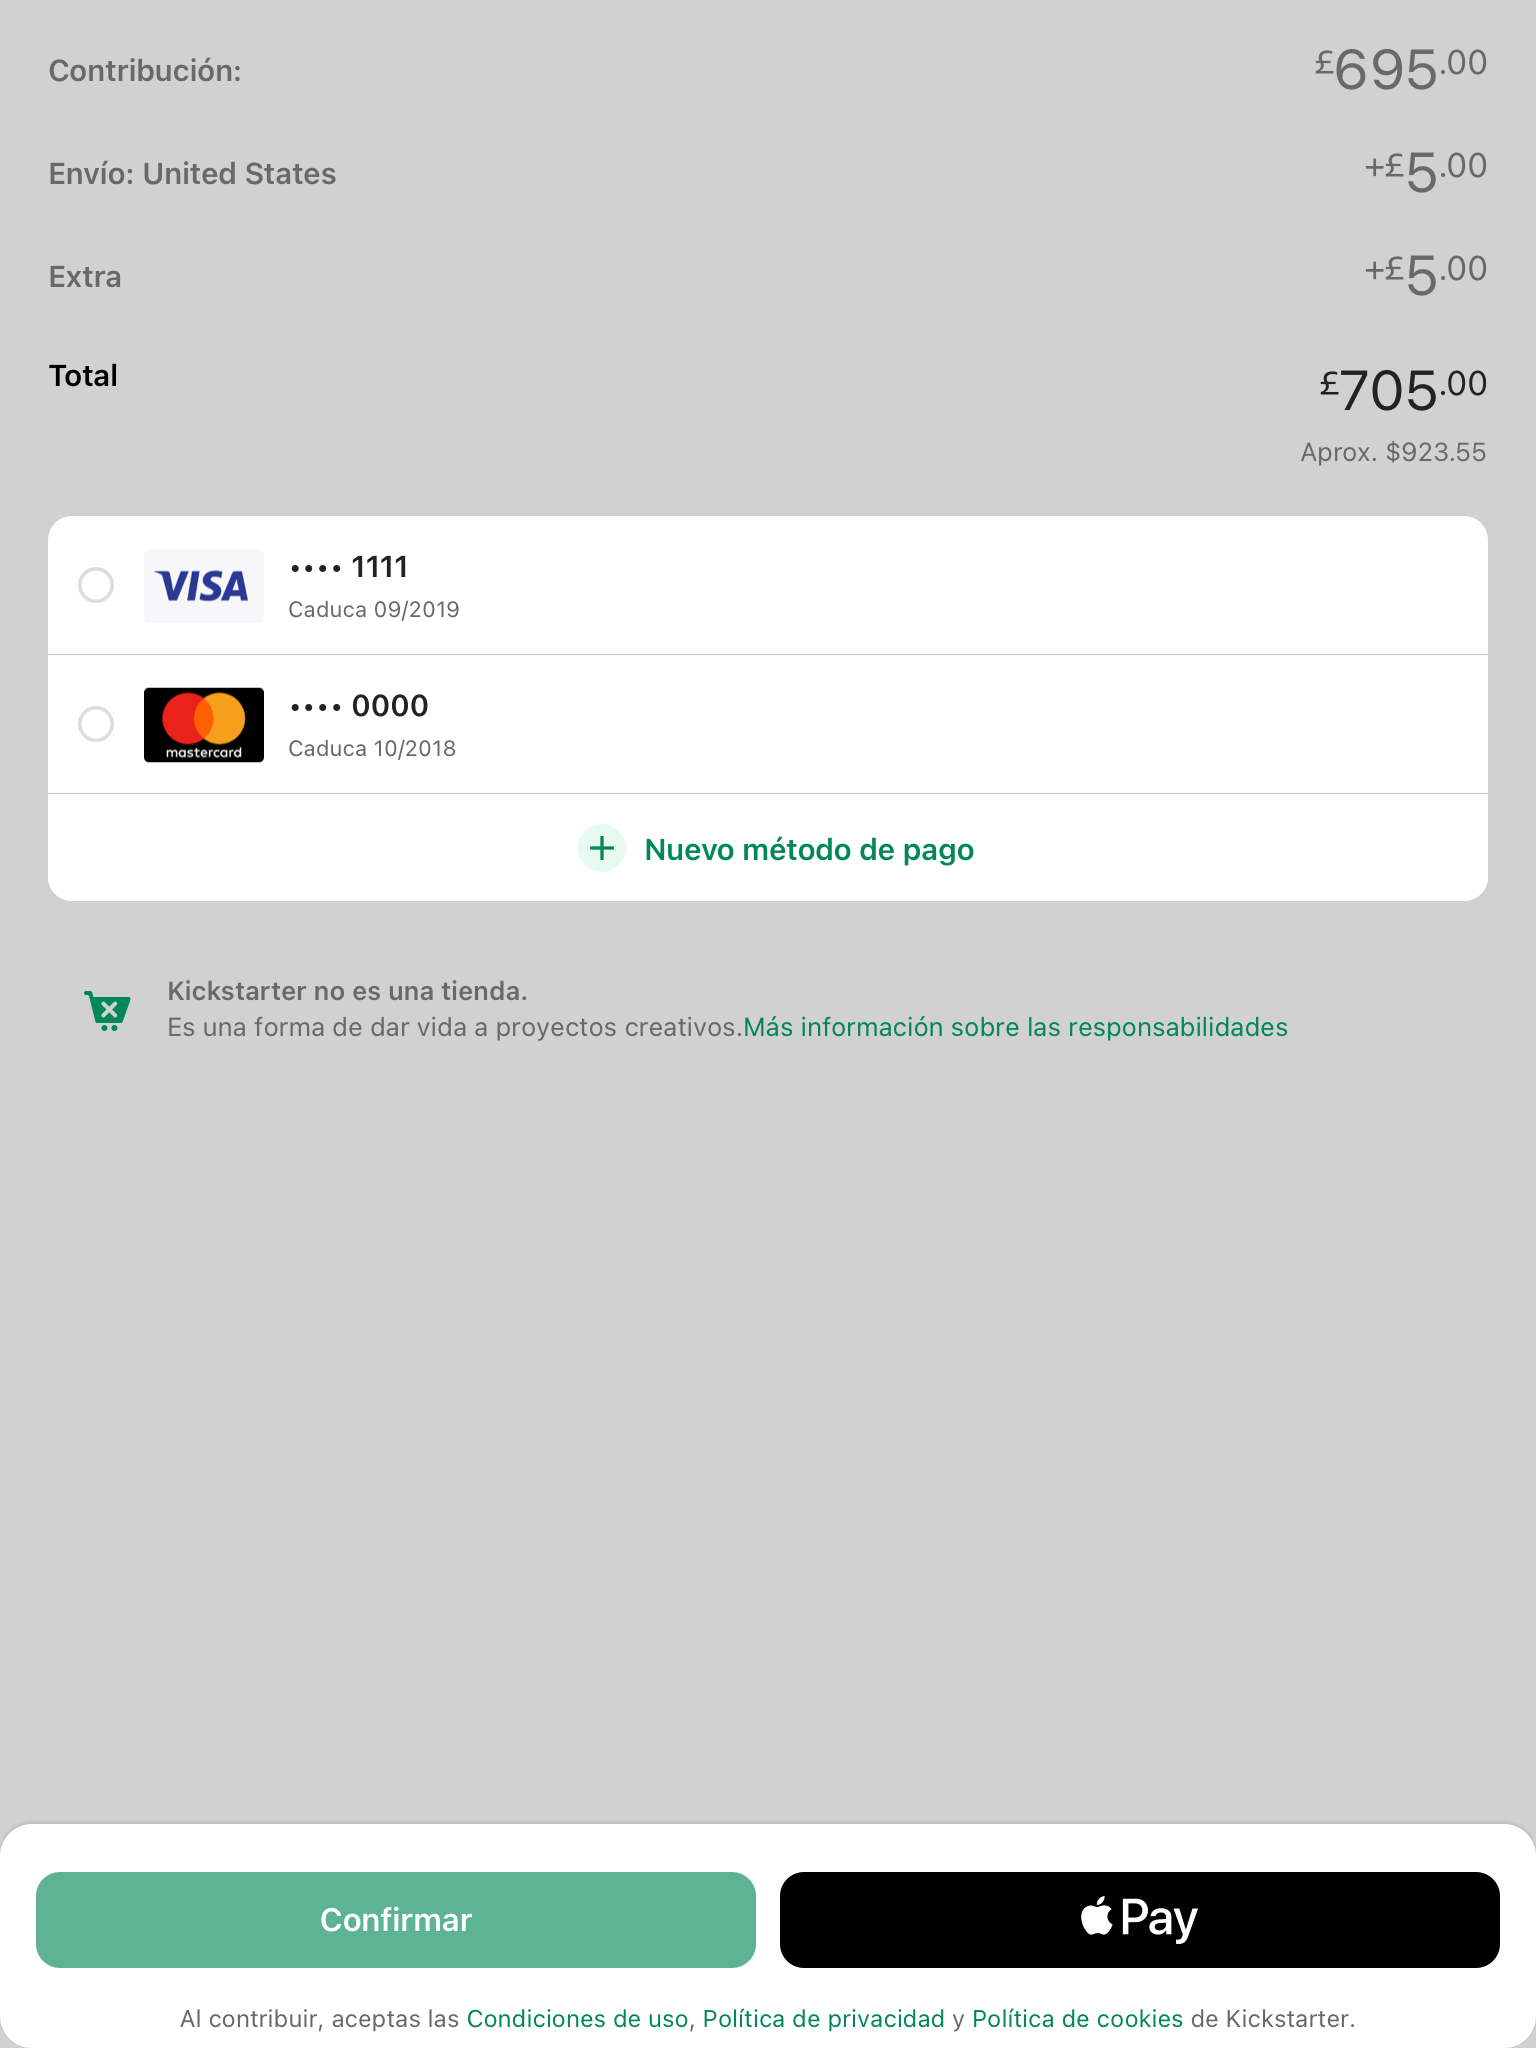 Contribución:
£695.00
Envío: United States
+£5.00
Extra
+£5.00
Total
£705.00
Aprox. $923.55
VISA
•••• 1111
Caduca 09/2019
mastercard
•••• 0000
Caduca 10/2018
+ Nuevo método de pago
Kickstarter no es una tienda.
Es una forma de dar vida a proyectos creativos.Más información sobre las responsabilidades
Confirmar
Pay
Al contribuir, aceptas las Condiciones de uso, Política de privacidad y Política de cookies de Kickstarter.